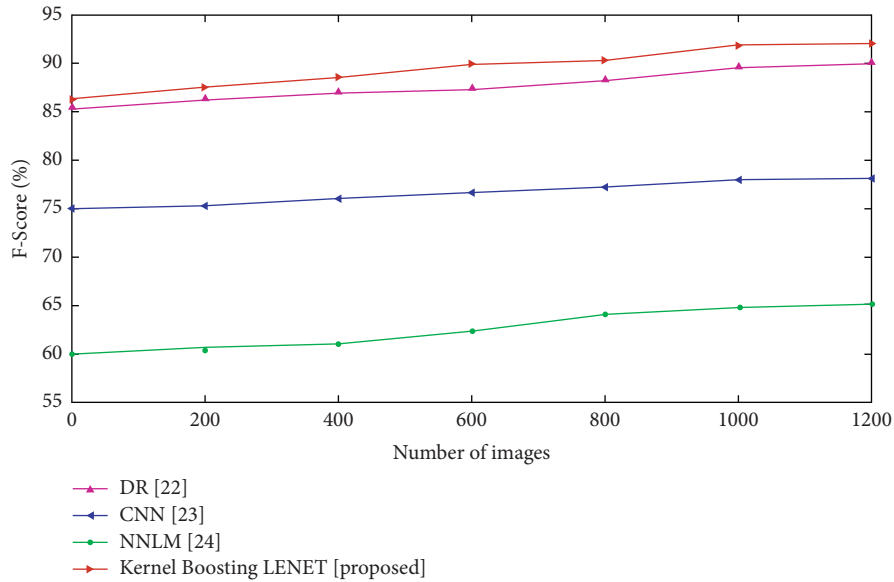 95
90
85
80
75
70
65
60
55
F-Score (%)
0 200 400 600 800 1000 1200
Number of images
DR [22]
CNN [23]
NNLM [24]
Kernel Boosting LENET [proposed]